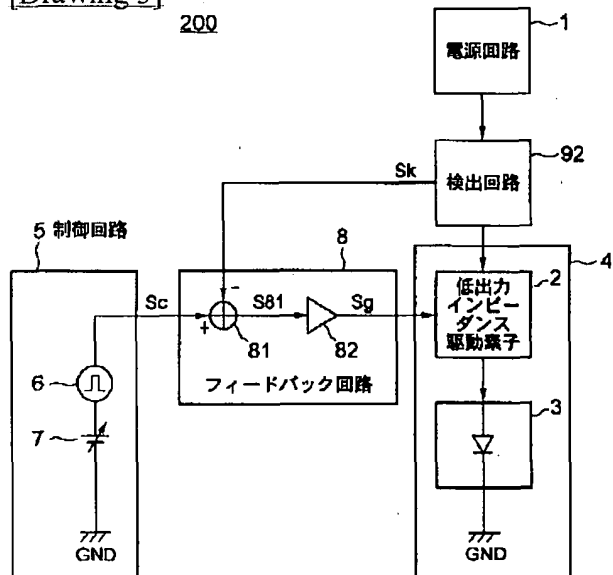 [Drawing 3]
200
1
電源回路
92
検出回路
Sk
5 制御回路
8
4
Sc
-
+
81
S81
82
Sg
2
低出力
インピー
ダンス
駆動素子
6
フィードバック回路
3
7
GND
GND